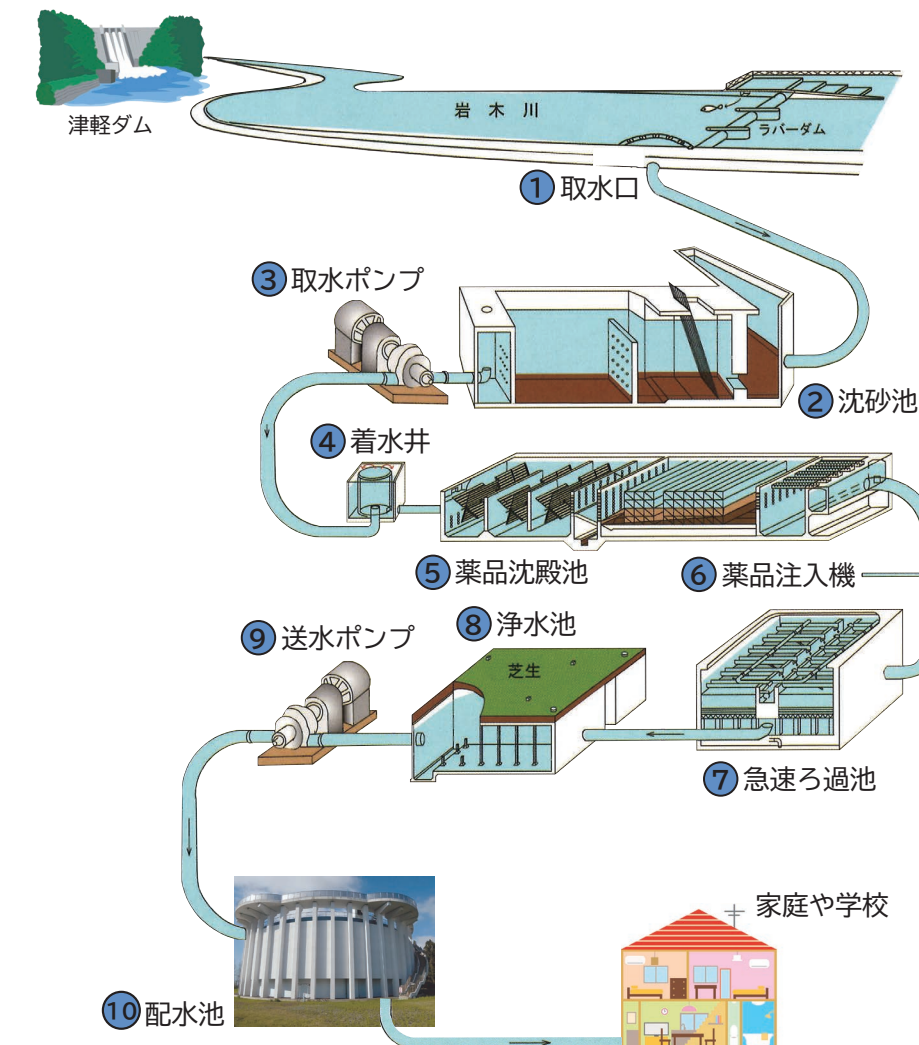 津軽ダム
岩木川
ラバーダム
1 取水口
3 取水ポンプ
2 沈砂池
4 着水井
5 薬品沈殿池
6 薬品注入機
9 送水ポンプ
8 浄水池
芝生
7 急速ろ過池
家庭や学校
10 配水池